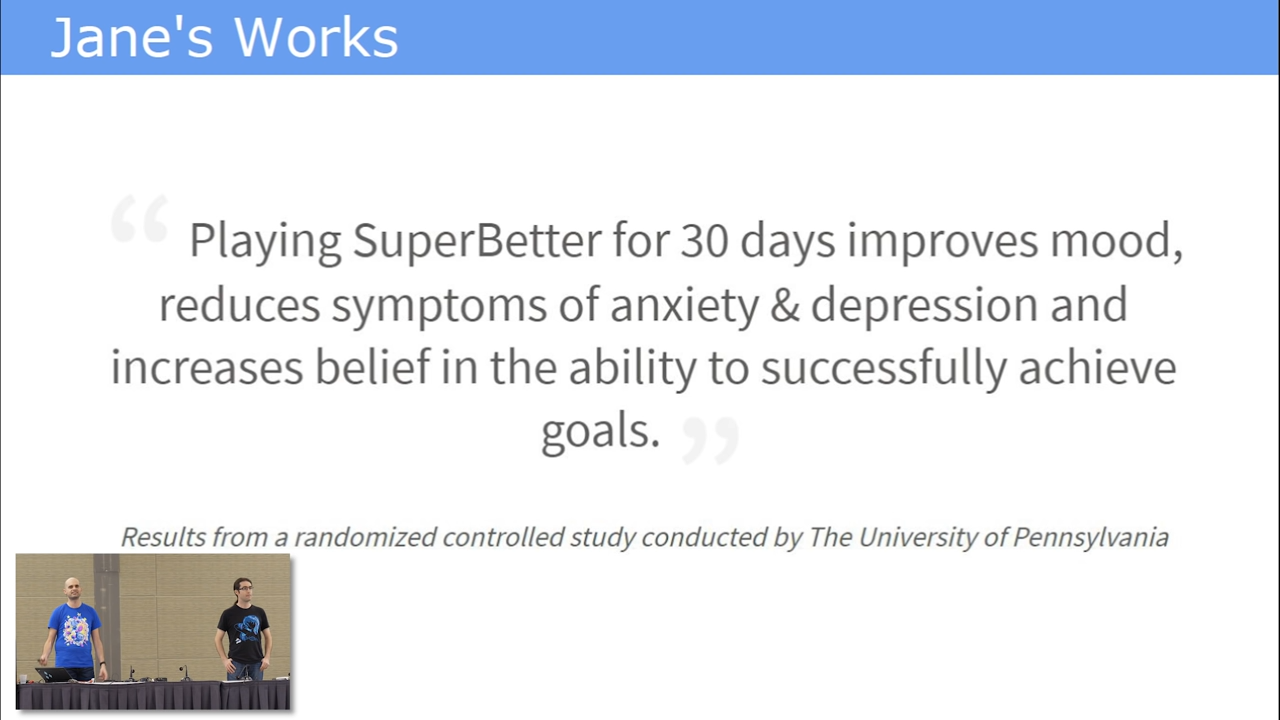 Jane's Works
“ Playing SuperBetter for 30 days improves mood,
reduces symptoms of anxiety & depression and
increases belief in the ability to successfully achieve
goals. ”
Results from a randomized controlled study conducted by The University of Pennsylvania